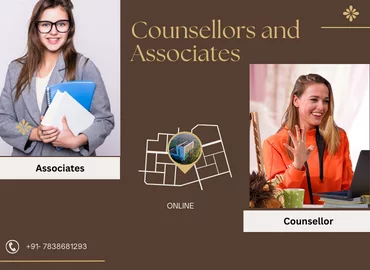 Counsellors and
Associates
Associates
ONLINE
Counsellor
+91- 7838681293